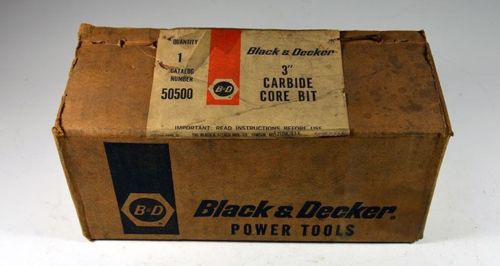 QUANTITY
1
CATALOG
NUMBER
50500
B&D
Black & Decker
3"
CARBIDE
CORE BIT
IMPORTANT: READ INSTRUCTIONS BEFORE USE
B&D
Black & Decker®
POWER TOOLS